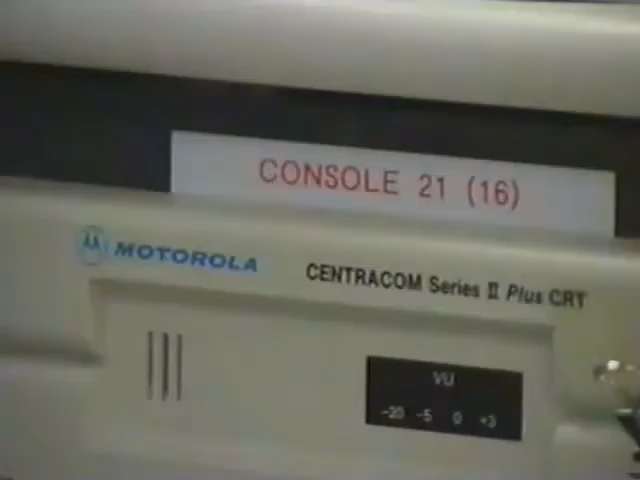 CONSOLE 21 (16)
MOTOROLA CENTRACOM Series II Plus CRT
VU
-20 -5 0 +3